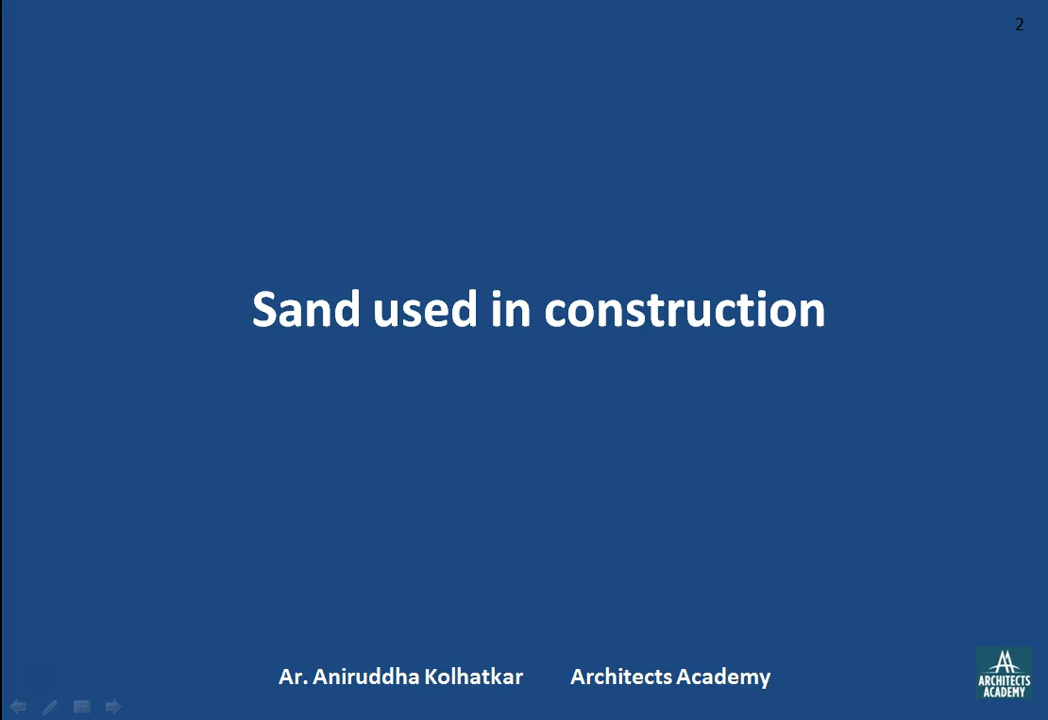 2
Sand used in construction
Ar. Aniruddha Kolhatkar Architects Academy
ARCHITECTS
ACADEMY